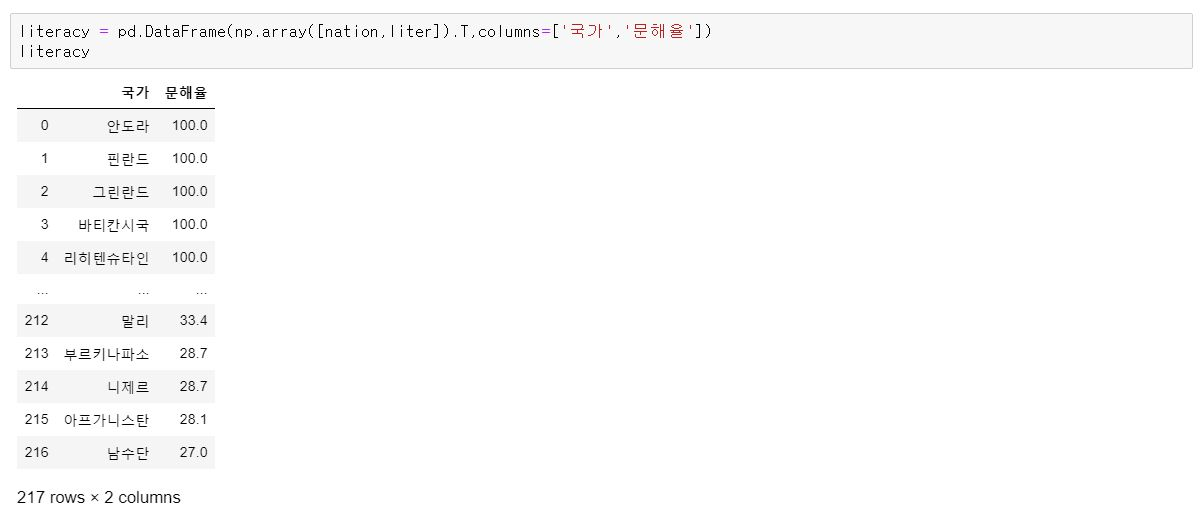 literacy = pd.DataFrame(np.array([nation,liter]).T,columns=['국가','문해율'])
literacy
국가 문해율
0 안도라 100.0
1 핀란드 100.0
2 그린란드 100.0
3 바티칸시국 100.0
4 리히텐슈타인 100.0
... ... ...
212 말리 33.4
213 부르키나파소 28.7
214 니제르 28.7
215 아프가니스탄 28.1
216 남수단 27.0
217 rows × 2 columns